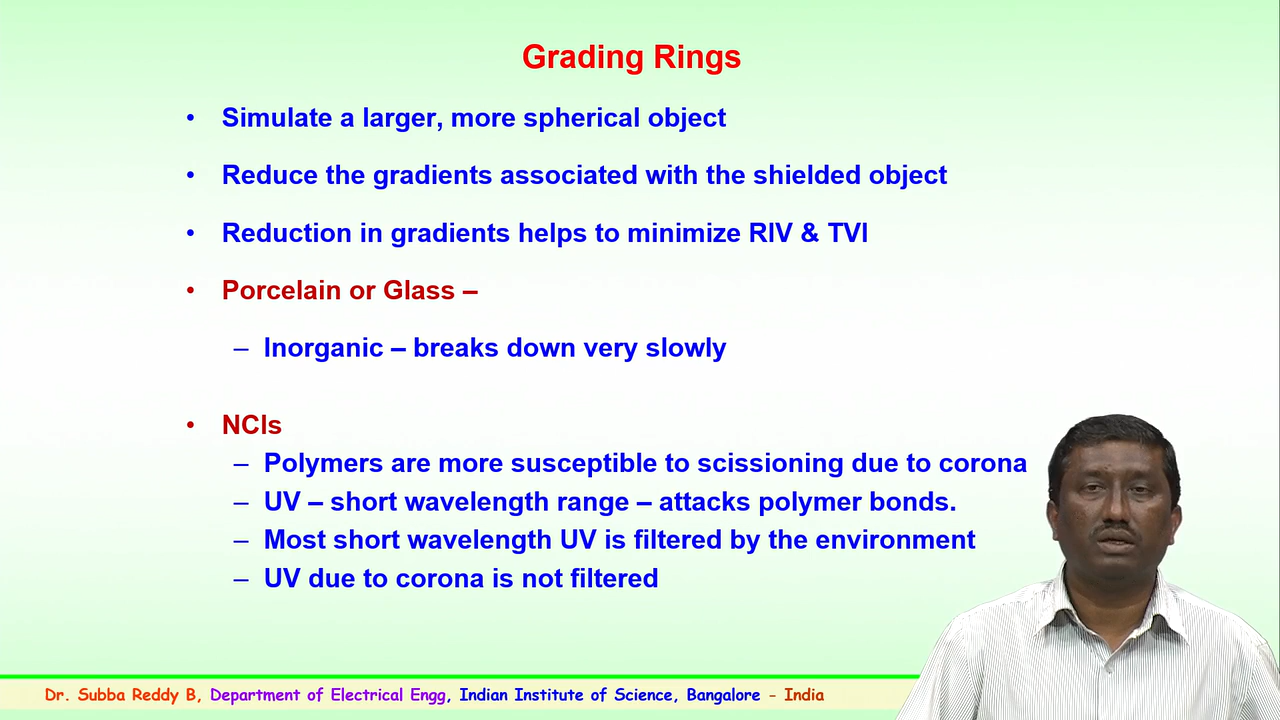 Grading Rings
• Simulate a larger, more spherical object
• Reduce the gradients associated with the shielded object
• Reduction in gradients helps to minimize RIV & TVI
• Porcelain or Glass –
– Inorganic – breaks down very slowly
• NCIs
– Polymers are more susceptible to scissioning due to corona
– UV – short wavelength range – attacks polymer bonds.
– Most short wavelength UV is filtered by the environment
– UV due to corona is not filtered
Dr. Subba Reddy B, Department of Electrical Engg, Indian Institute of Science, Bangalore - India